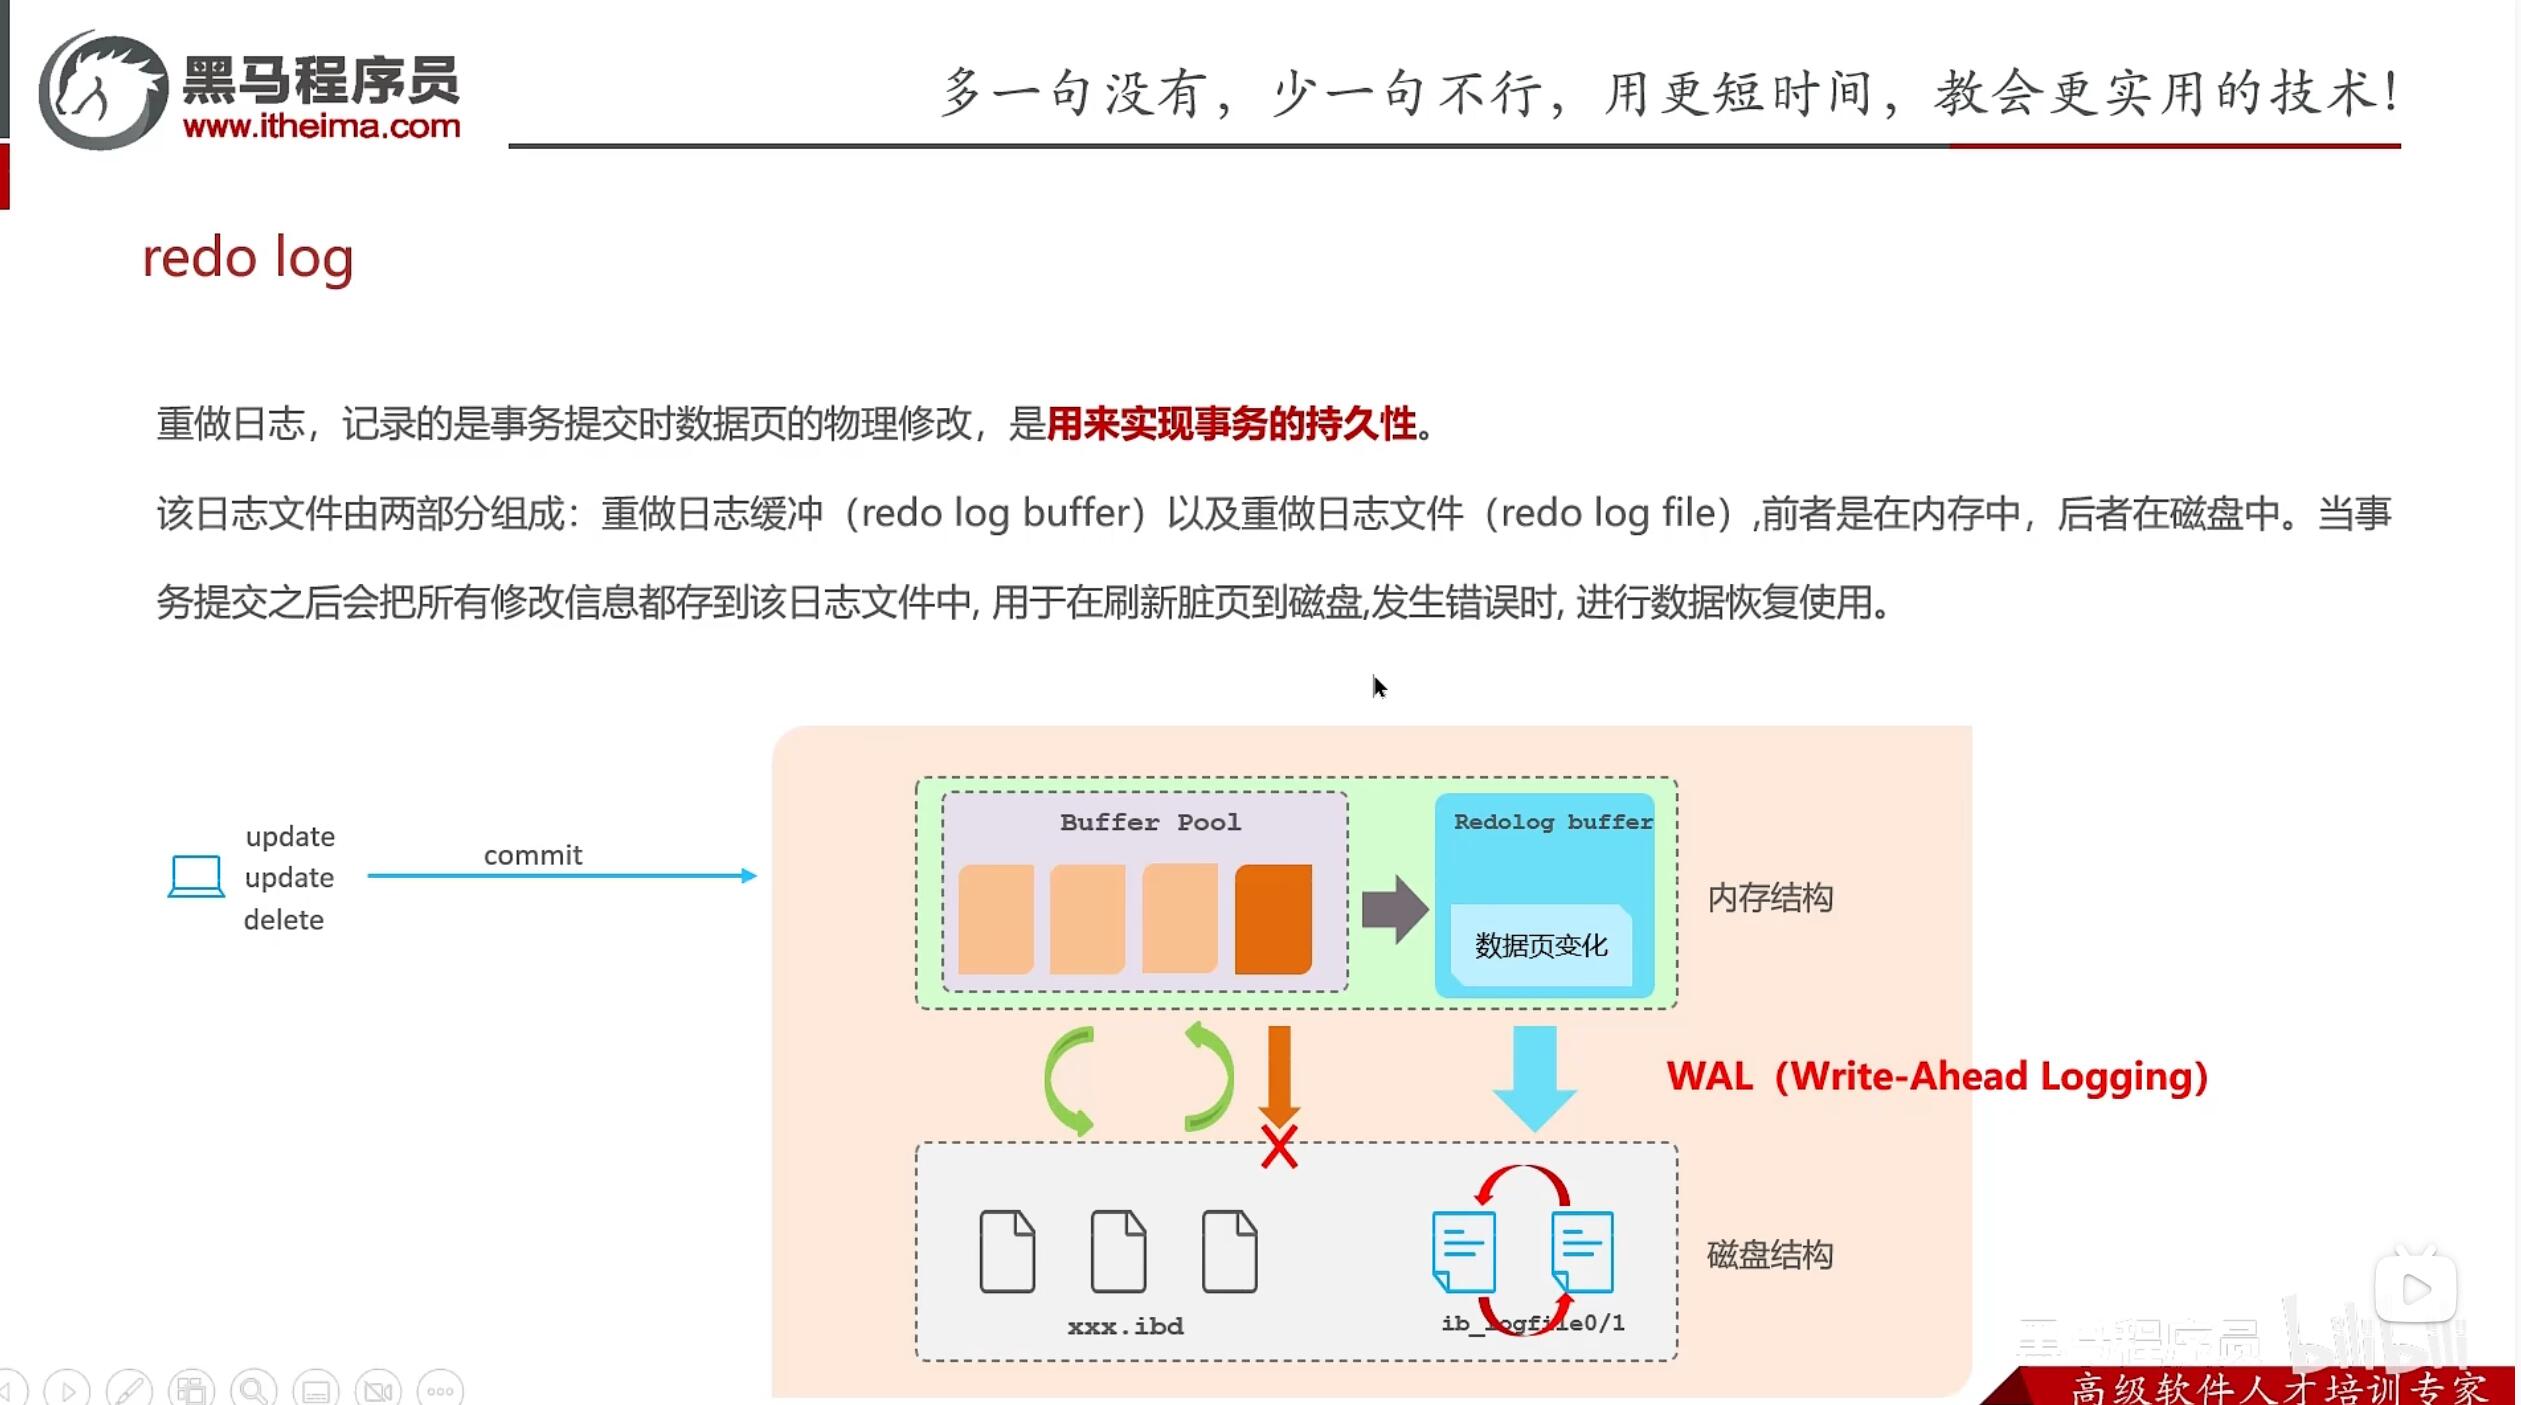 黑马程序员
www.itheima.com
多一句没有，少一句不行，用更短时间，教会更实用的技术！
redo log
重做日志，记录的是事务提交时数据页的物理修改，是用来实现事务的持久性。
该日志文件由两部分组成：重做日志缓冲（redo log buffer）以及重做日志文件（redo log file）,前者是在内存中，后者在磁盘中。当事
务提交之后会把所有修改信息都存到该日志文件中, 用于在刷新脏页到磁盘,发生错误时, 进行数据恢复使用。
update
update
delete
commit
Buffer Pool
Redolog buffer
数据页变化
内存结构
WAL（Write-Ahead Logging）
xxx.ibd
ib_logfile0/1
磁盘结构
黑马程序员
bilibili
高级软件人才培训专家